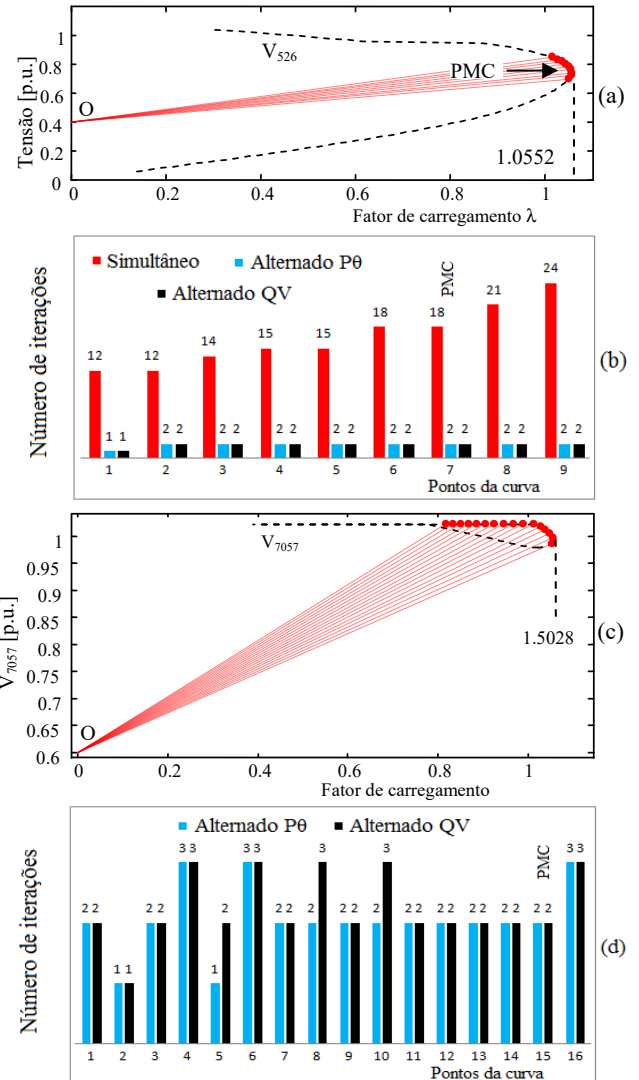 1
0.8
0.6
0.4
0.2
0
Tensão [p.u.]
V526
PMC
O
1.0552
(a)
0 0.2 0.4 0.6 0.8 1
Fator de carregamento λ
Número de iterações
Simultâneo Alternado Pθ
Alternado QV
PMC
(b)
12 12 14 15 15 18 18 21 24
1 1 2 2 2 2 2 2 2 2 2 2 2 2 2 2 2 2
1 2 3 4 5 6 7 8 9
Pontos da curva
1
0.95
0.9
0.85
0.8
0.75
0.7
0.65
0.6
V7057 [p.u.]
V7057
O
1.5028
(c)
0 0.2 0.4 0.6 0.8 1
Fator de carregamento
Número de iterações
Alternado Pθ Alternado QV
PMC
(d)
2 2 1 1 2 2 3 3 1 2 3 3 2 2 2 3 2 2 2 3 2 2 2 2 2 2 2 2 2 2 3 3
1 2 3 4 5 6 7 8 9 10 11 12 13 14 15 16
Pontos da curva